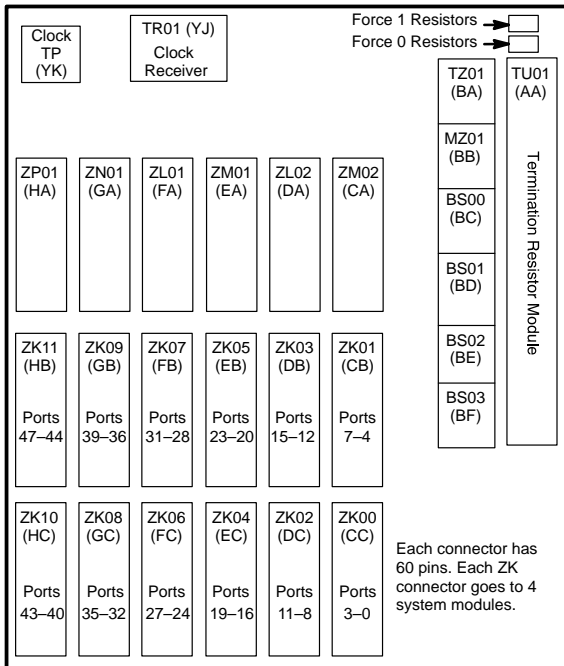 Clock
TP
(YK)
TR01 (YJ)
Clock
Receiver
Force 1 Resistors
Force 0 Resistors
TZ01
(BA)
TU01
(AA)
MZ01
(BB)
BS00
(BC)
BS01
(BD)
BS02
(BE)
BS03
(BF)
Termination Resistor Module
ZP01
(HA)
ZN01
(GA)
ZL01
(FA)
ZM01
(EA)
ZL02
(DA)
ZM02
(CA)
ZK11
(HB)
Ports
47–44
ZK09
(GB)
Ports
39–36
ZK07
(FB)
Ports
31–28
ZK05
(EB)
Ports
23–20
ZK03
(DB)
Ports
15–12
ZK01
(CB)
Ports
7–4
ZK10
(HC)
Ports
43–40
ZK08
(GC)
Ports
35–32
ZK06
(FC)
Ports
27–24
ZK04
(EC)
Ports
19–16
ZK02
(DC)
Ports
11–8
ZK00
(CC)
Ports
3–0
Each connector has
60 pins. Each ZK
connector goes to 4
system modules.